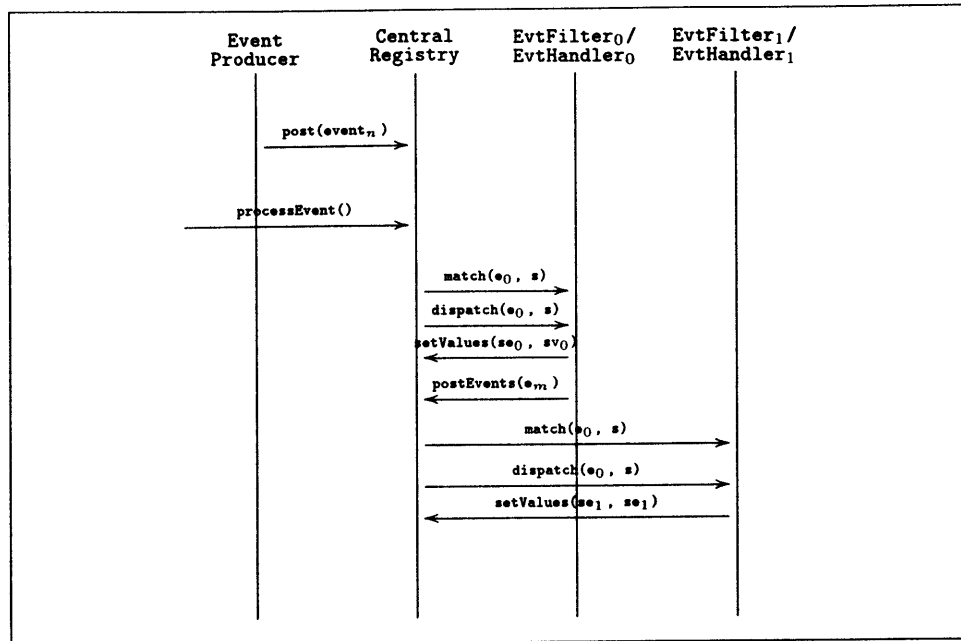 Event Producer
Central Registry
EvtFilter₀/ EvtHandler₀
EvtFilter₁/ EvtHandler₁
post(eventₙ)
processEvent()
match(e₀, s)
dispatch(e₀, s)
setValues(se₀, sv₀)
postEvents(eₘ)
match(e₀, s)
dispatch(e₀, s)
setValues(se₁, se₁)